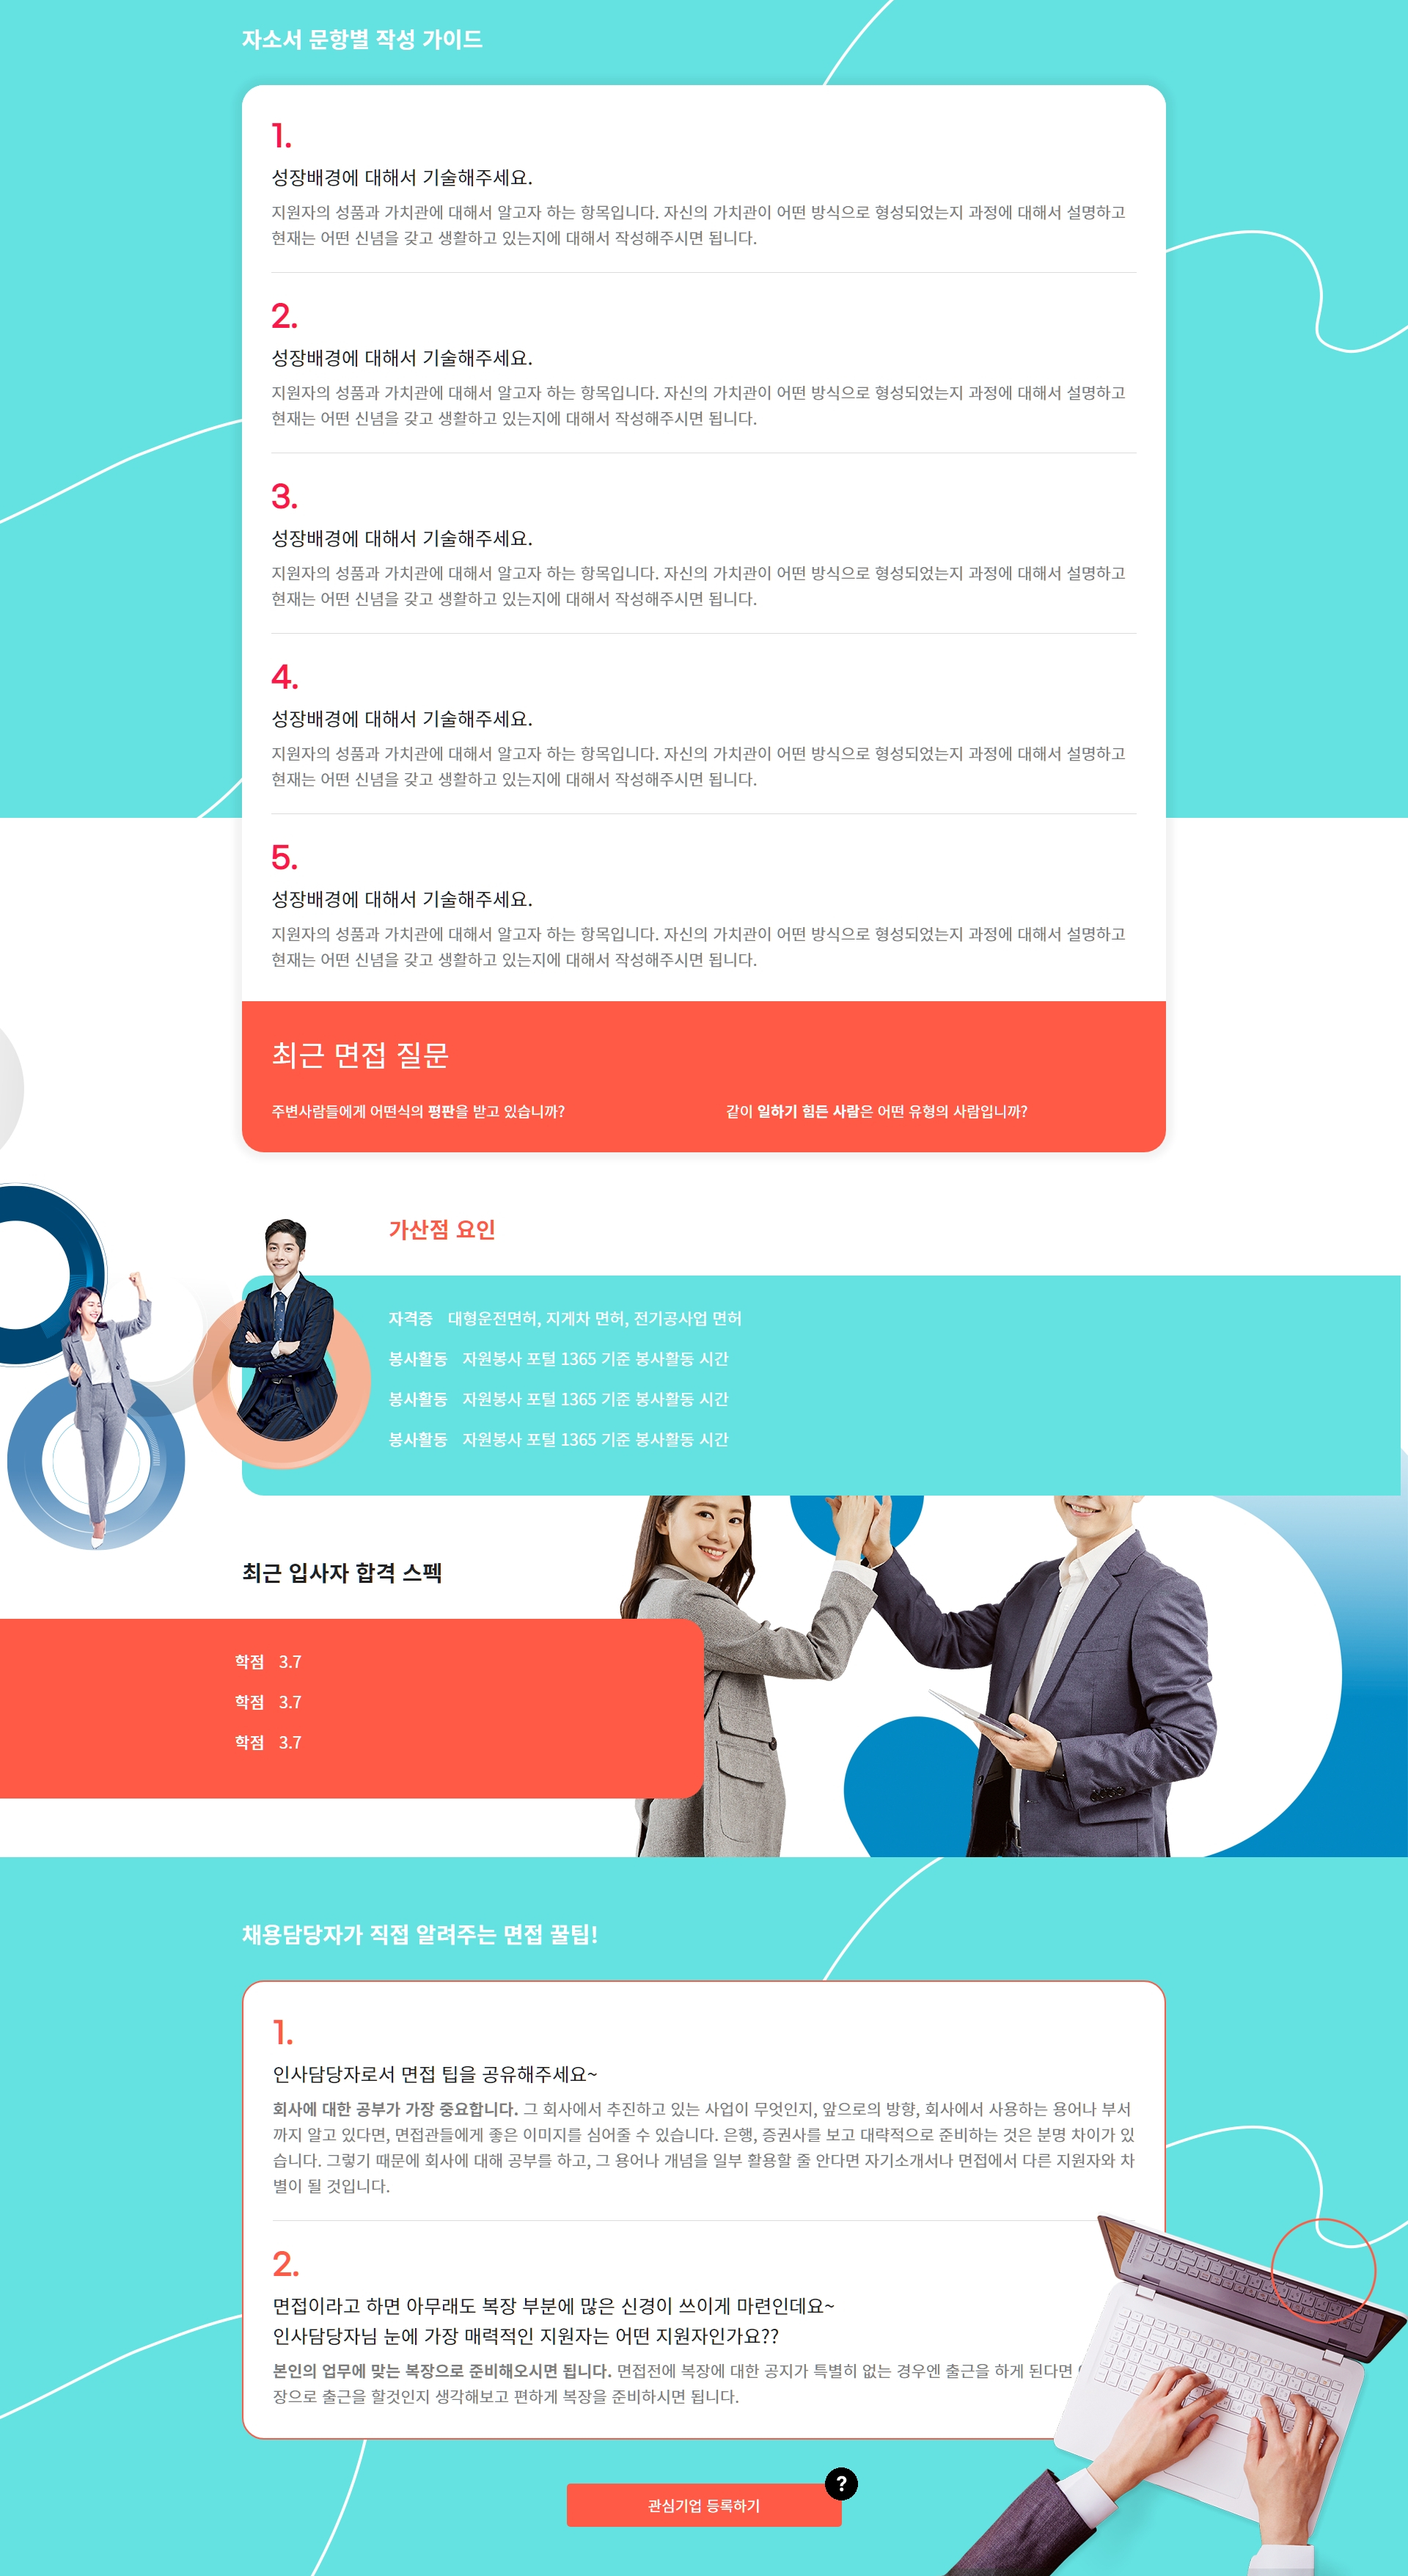 자소서 문항별 작성 가이드
1.
성장배경에 대해서 기술해주세요.
지원자의 성품과 가치관에 대해서 알고자 하는 항목입니다. 자신의 가치관이 어떤 방식으로 형성되었는지 과정에 대해서 설명하고
현재는 어떤 신념을 갖고 생활하고 있는지에 대해서 작성해주시면 됩니다.
2.
성장배경에 대해서 기술해주세요.
지원자의 성품과 가치관에 대해서 알고자 하는 항목입니다. 자신의 가치관이 어떤 방식으로 형성되었는지 과정에 대해서 설명하고
현재는 어떤 신념을 갖고 생활하고 있는지에 대해서 작성해주시면 됩니다.
3.
성장배경에 대해서 기술해주세요.
지원자의 성품과 가치관에 대해서 알고자 하는 항목입니다. 자신의 가치관이 어떤 방식으로 형성되었는지 과정에 대해서 설명하고
현재는 어떤 신념을 갖고 생활하고 있는지에 대해서 작성해주시면 됩니다.
4.
성장배경에 대해서 기술해주세요.
지원자의 성품과 가치관에 대해서 알고자 하는 항목입니다. 자신의 가치관이 어떤 방식으로 형성되었는지 과정에 대해서 설명하고
현재는 어떤 신념을 갖고 생활하고 있는지에 대해서 작성해주시면 됩니다.
5.
성장배경에 대해서 기술해주세요.
지원자의 성품과 가치관에 대해서 알고자 하는 항목입니다. 자신의 가치관이 어떤 방식으로 형성되었는지 과정에 대해서 설명하고
현재는 어떤 신념을 갖고 생활하고 있는지에 대해서 작성해주시면 됩니다.
최근 면접 질문
주변사람들에게 어떤식의 평판을 받고 있습니까?
같이 일하기 힘든 사람은 어떤 유형의 사람입니까?
가산점 요인
자격증 대형운전면허, 지게차 면허, 전기공사업 면허
봉사활동 자원봉사 포털 1365 기준 봉사활동 시간
봉사활동 자원봉사 포털 1365 기준 봉사활동 시간
봉사활동 자원봉사 포털 1365 기준 봉사활동 시간
최근 입사자 합격 스펙
학점 3.7
학점 3.7
학점 3.7
채용담당자가 직접 알려주는 면접 꿀팁!
1.
인사담당자로서 면접 팁을 공유해주세요~
회사에 대한 공부가 가장 중요합니다. 그 회사에서 추진하고 있는 사업이 무엇인지, 앞으로의 방향, 회사에서 사용하는 용어나 부서
까지 알고 있다면, 면접관들에게 좋은 이미지를 심어줄 수 있습니다. 은행, 증권사를 보고 대략적으로 준비하는 것은 분명 차이가 있
습니다. 그렇기 때문에 회사에 대해 공부를 하고, 그 용어나 개념을 일부 활용할 줄 안다면 자기소개서나 면접에서 다른 지원자와 차
별이 될 것입니다.
2.
면접이라고 하면 아무래도 복장 부분에 많은 신경이 쓰이게 마련인데요~
인사담당자님 눈에 가장 매력적인 지원자는 어떤 지원자인가요??
본인의 업무에 맞는 복장으로 준비해오시면 됩니다. 면접전에 복장에 대한 공지가 특별히 없는 경우엔 출근을 하게 된다면
장으로 출근을 할것인지 생각해보고 편하게 복장을 준비하시면 됩니다.
?
관심기업 등록하기